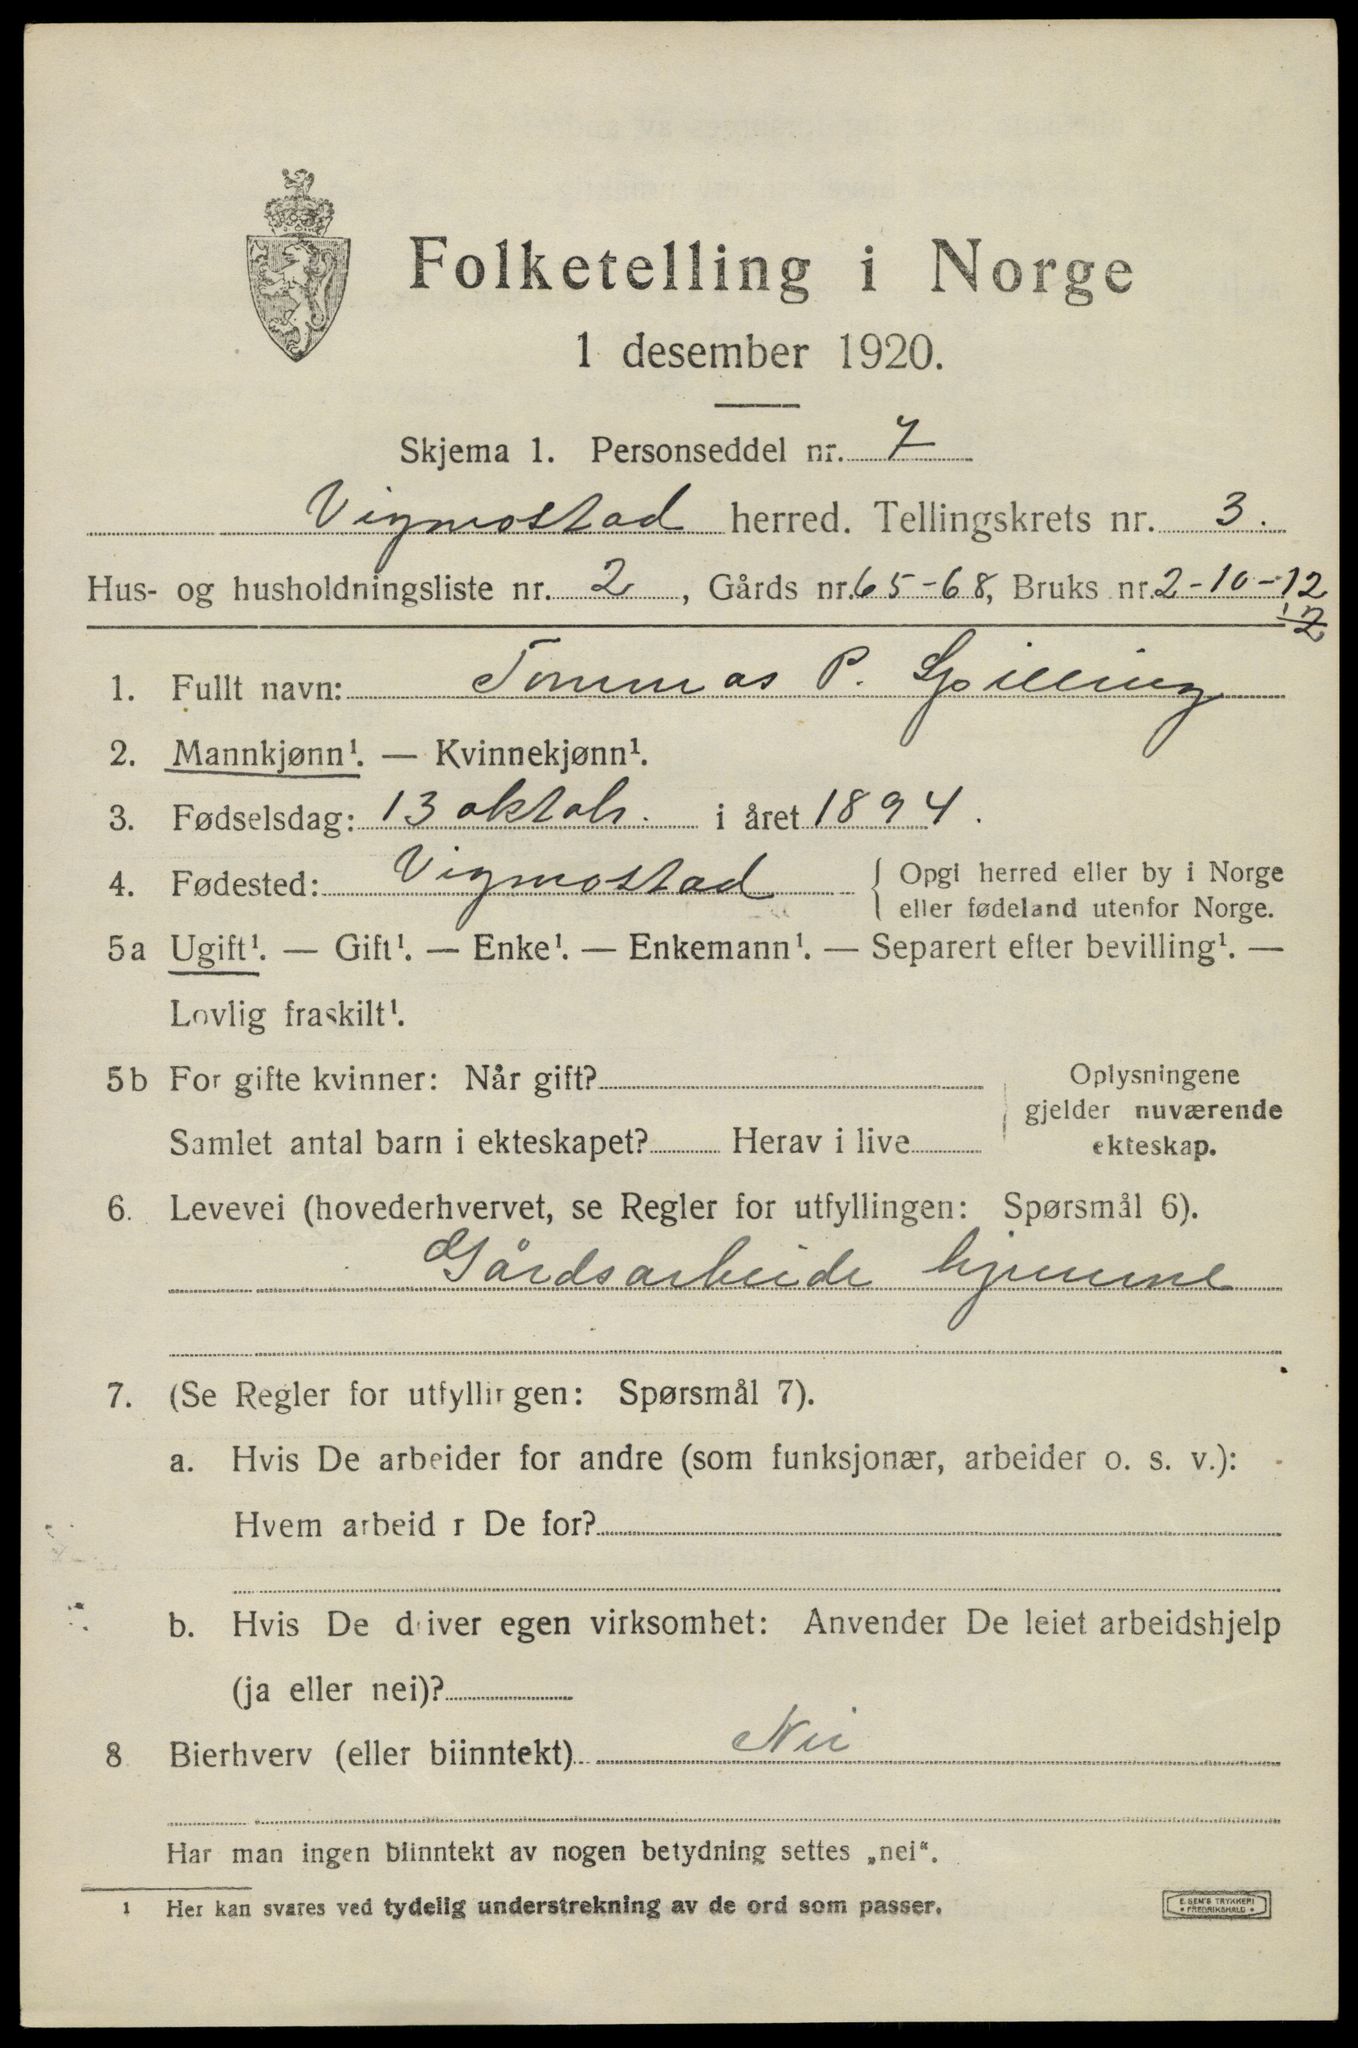 Folketelling i Norge
1 desember 1920.
Skjema 1. Personseddel nr. 7
Vigmostad herred. Tellingskrets nr. 3.
Hus- og husholdningsliste nr. 2, Gårds nr. 65-68, Bruks nr. 2-10-12
1. Fullt navn: Tommas P. Spilling
2. Mannkjønn¹. — Kvinnekjønn¹.
3. Fødselsdag: 13 oktob. i året 1894.
4. Fødested: Vigmostad { Opgi herred eller by i Norge
eller fødeland utenfor Norge.
5a Ugift¹. — Gift¹. — Enke¹. — Enkemann¹. — Separert efter bevilling¹. —
Lovlig fraskilt¹.
5b For gifte kvinner: Når gift?
Samlet antal barn i ekteskapet? Herav i live
Oplysningene
gjelder nuværende
ekteskap.
6. Levevei (hovederhvervet, se Regler for utfyllingen: Spørsmål 6).
Gårdsarbeide hjemme
7. (Se Regler for utfyllingen: Spørsmål 7).
a. Hvis De arbeider for andre (som funksjonær, arbeider o. s. v.):
Hvem arbeid r De for?
b. Hvis De driver egen virksomhet: Anvender De leiet arbeidshjelp
(ja eller nei)?
8 Bierhverv (eller biinntekt) Nei
Har man ingen biinntekt av nogen betydning settes „nei“.
1 Her kan svares ved tydelig understrekning av de ord som passer.
E. SEM'S TRYKKERI
FREDRIKSHALD